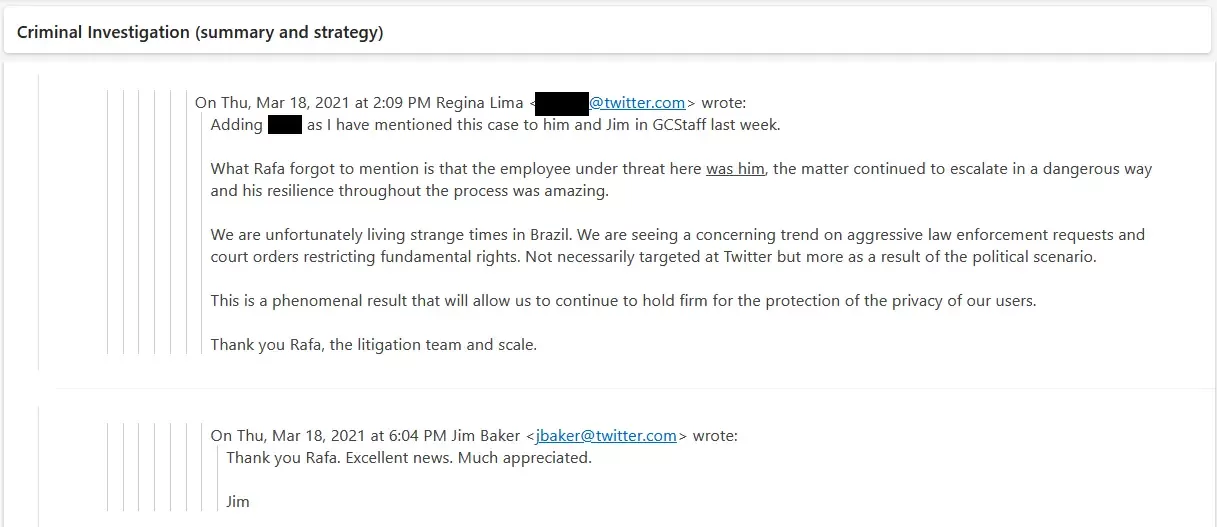 Criminal Investigation (summary and strategy)
On Thu, Mar 18, 2021 at 2:09 PM Regina Lima <@twitter.com> wrote:
Adding as I have mentioned this case to him and Jim in GCStaff last week.
What Rafa forgot to mention is that the employee under threat here was him, the matter continued to escalate in a dangerous way
and his resilience throughout the process was amazing.
We are unfortunately living strange times in Brazil. We are seeing a concerning trend on aggressive law enforcement requests and
court orders restricting fundamental rights. Not necessarily targeted at Twitter but more as a result of the political scenario.
This is a phenomenal result that will allow us to continue to hold firm for the protection of the privacy of our users.
Thank you Rafa, the litigation team and scale.
On Thu, Mar 18, 2021 at 6:04 PM Jim Baker <jbaker@twitter.com> wrote:
Thank you Rafa. Excellent news. Much appreciated.
Jim